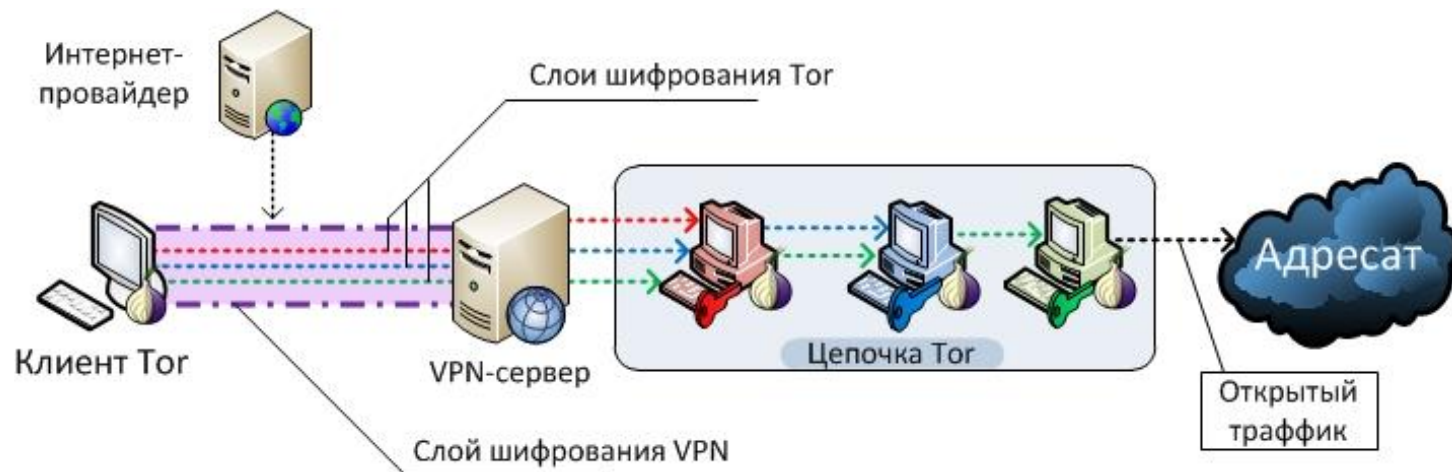 Интернет-
провайдер
Слои шифрования Tor
Клиент Tor
VPN-сервер
Цепочка Tor
Адресат
Открытый
траффик
Слой шифрования VPN